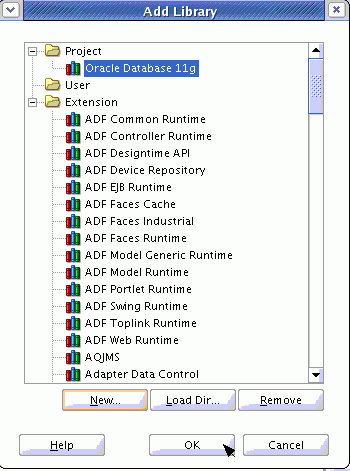 Add Library
Project
Oracle Database 11g
User
Extension
ADF Common Runtime
ADF Controller Runtime
ADF Designtime API
ADF Device Repository
ADF EJB Runtime
ADF Faces Cache
ADF Faces Industrial
ADF Faces Runtime
ADF Model Generic Runtime
ADF Model Runtime
ADF Portlet Runtime
ADF Swing Runtime
ADF Toplink Runtime
ADF Web Runtime
AQJMS
Adapter Data Control
New... Load Dir... Remove
Help OK Cancel